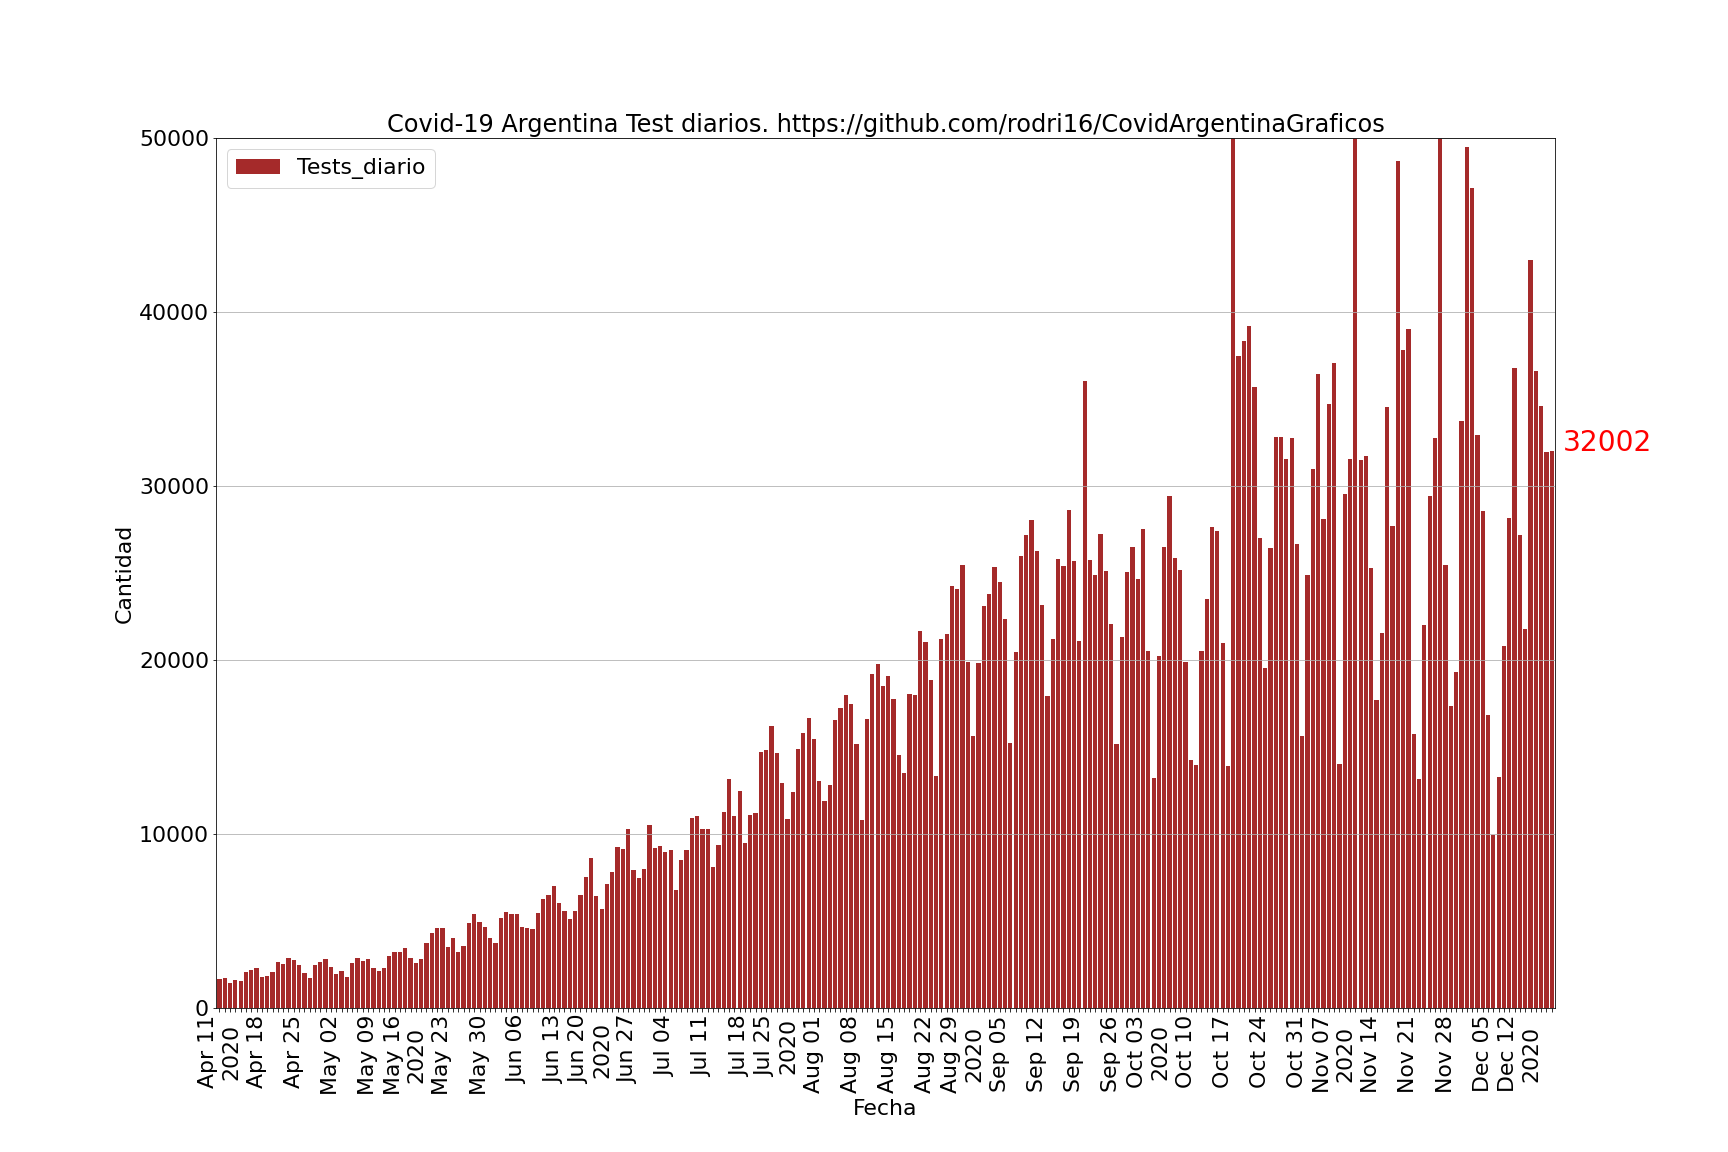 Covid-19 Argentina Test diarios. https://github.com/rodri16/CovidArgentinaGraficos
Tests_diario
50000
40000
30000
20000
10000
0
Cantidad
32002
Apr 11
2020
Apr 18
Apr 25
May 02
May 09
May 16
2020
May 23
May 30
Jun 06
Jun 13
Jun 20
2020
Jun 27
Jul 04
Jul 11
Jul 18
Jul 25
2020
Aug 01
Aug 08
Aug 15
Aug 22
Aug 29
2020
Sep 05
Sep 12
Sep 19
Sep 26
Oct 03
2020
Oct 10
Oct 17
Oct 24
Oct 31
Nov 07
2020
Nov 14
Nov 21
Nov 28
Dec 05
Dec 12
2020
Fecha